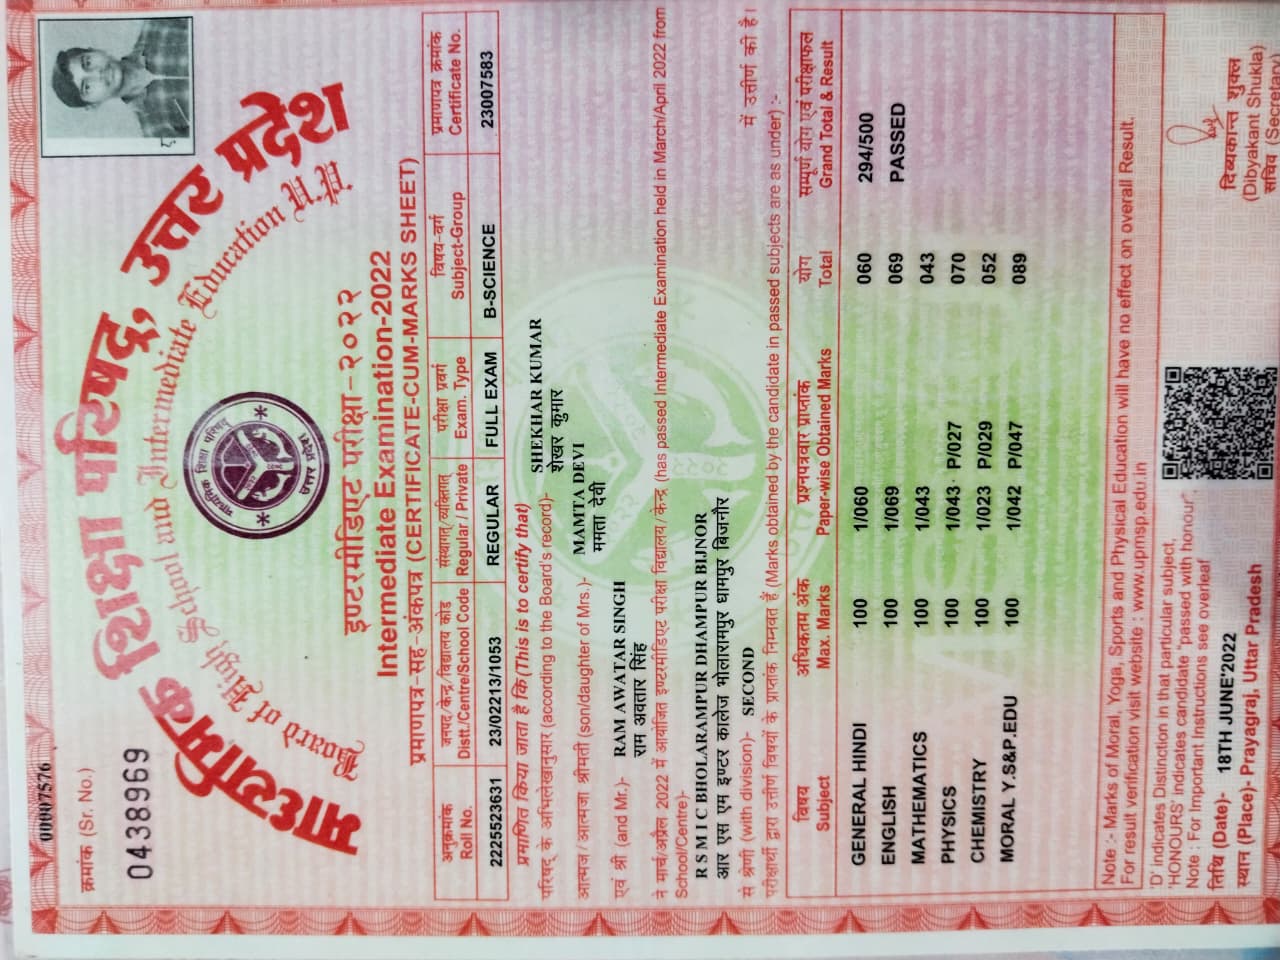 00007576
क्रमांक (Sr. No.)
0438969
माध्यमिक शिक्षा परिषद, उत्तर प्रदेश
Board of High School and Intermediate Education U.P.
माध्यमिक शिक्षा परिषद्
उत्तर प्रदेश
इण्टरमीडिएट परीक्षा-२०२२
Intermediate Examination-2022
प्रमाणपत्र-सह-अंकपत्र (CERTIFICATE-CUM-MARKS SHEET)
अनुक्रमांक जनपद/केन्द्र/विद्यालय कोड संस्थागत/व्यक्तिगत् परीक्षा प्रवर्ग विषय-वर्ग प्रमाणपत्र क्रमांक
Roll No. Distt./Centre/School Code Regular / Private Exam. Type Subject-Group Certificate No.
2225523631 23/02213/1053 REGULAR FULL EXAM B-SCIENCE 23007583
प्रमाणित किया जाता है कि (This is to certify that)
परिषद् के अभिलेखानुसार (according to the Board's record)- SHEKHAR KUMAR
शेखर कुमार
आत्मज/आत्मजा श्रीमती (son/daughter of Mrs.)- MAMTA DEVI
ममता देवी
एवं श्री (and Mr.)- RAM AWATAR SINGH
राम अवतार सिंह
ने मार्च/अप्रैल 2022 में आयोजित इण्टरमीडिएट परीक्षा विद्यालय/केन्द्र (has passed Intermediate Examination held in March/April 2022 from
School/Centre)-
R S M I C BHOLARAMPUR DHAMPUR BIJNOR
आर एस एम इण्टर कालेज भोलारामपुर धामपुर बिजनौर
से श्रेणी (with division)- SECOND में उत्तीर्ण की है।
परीक्षार्थी द्वारा उत्तीर्ण विषयों के प्राप्तांक निम्नवत हैं (Marks obtained by the candidate in passed subjects are as under) :-
विषय अधिकतम अंक प्रश्नपत्रवार प्राप्तांक योग सम्पूर्ण योग एवं परीक्षाफल
Subject Max. Marks Paper-wise Obtained Marks Total Grand Total & Result
GENERAL HINDI 100 1/060 060 294/500
ENGLISH 100 1/069 069 PASSED
MATHEMATICS 100 1/043 043
PHYSICS 100 1/043 P/027 070
CHEMISTRY 100 1/023 P/029 052
MORAL Y.S&P.EDU 100 1/042 P/047 089
Note :- Marks of Moral, Yoga, Sports and Physical Education will have no effect on overall Result.
For result verification visit website : www.upmsp.edu.in
'D' indicates Distinction in that particular subject,
'HONOURS' indicates candidate "passed with honour".
Note : For Important Instructions see overleaf
तिथि (Date)- 18TH JUNE'2022
स्थान (Place)- Prayagraj, Uttar Pradesh
दिव्यकान्त शुक्ल
(Dibyakant Shukla)
सचिव (Secretary)